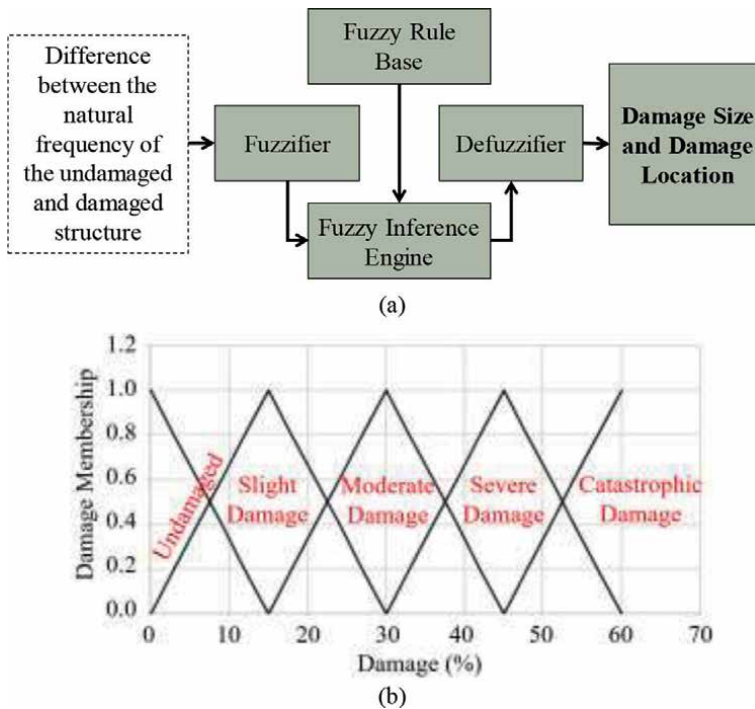 Difference
between the
natural
frequency of
the undamaged
and damaged
structure
Fuzzifier
Fuzzy Rule
Base
Fuzzy Inference
Engine
Defuzzifier
Damage Size
and Damage
Location
(a)
Damage Membership
1.2
1.0
0.8
0.6
0.4
0.2
0.0
Undamaged
Slight
Damage
Moderate
Damage
Severe
Damage
Catastrophic
Damage
0 10 20 30 40 50 60 70
Damage (%)
(b)